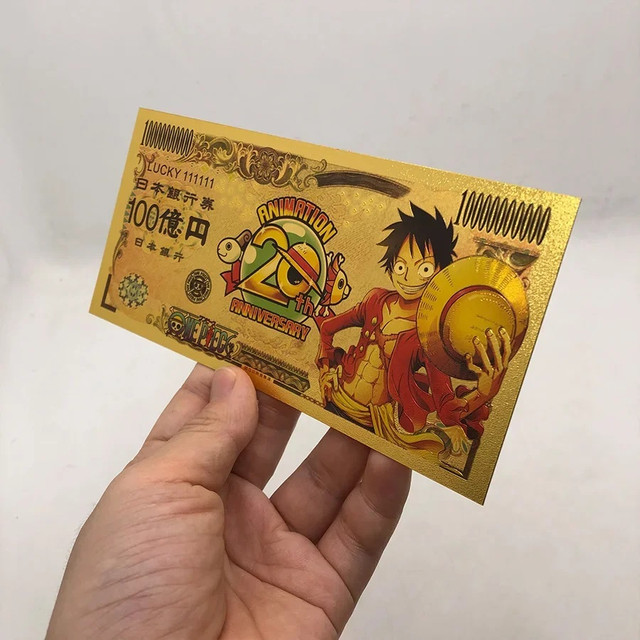 10000000000
LUCKY 111111
日本銀行券
100億円
日本銀行
ANIMATION
20th
ANNIVERSARY
ONE PIECE
10000000000